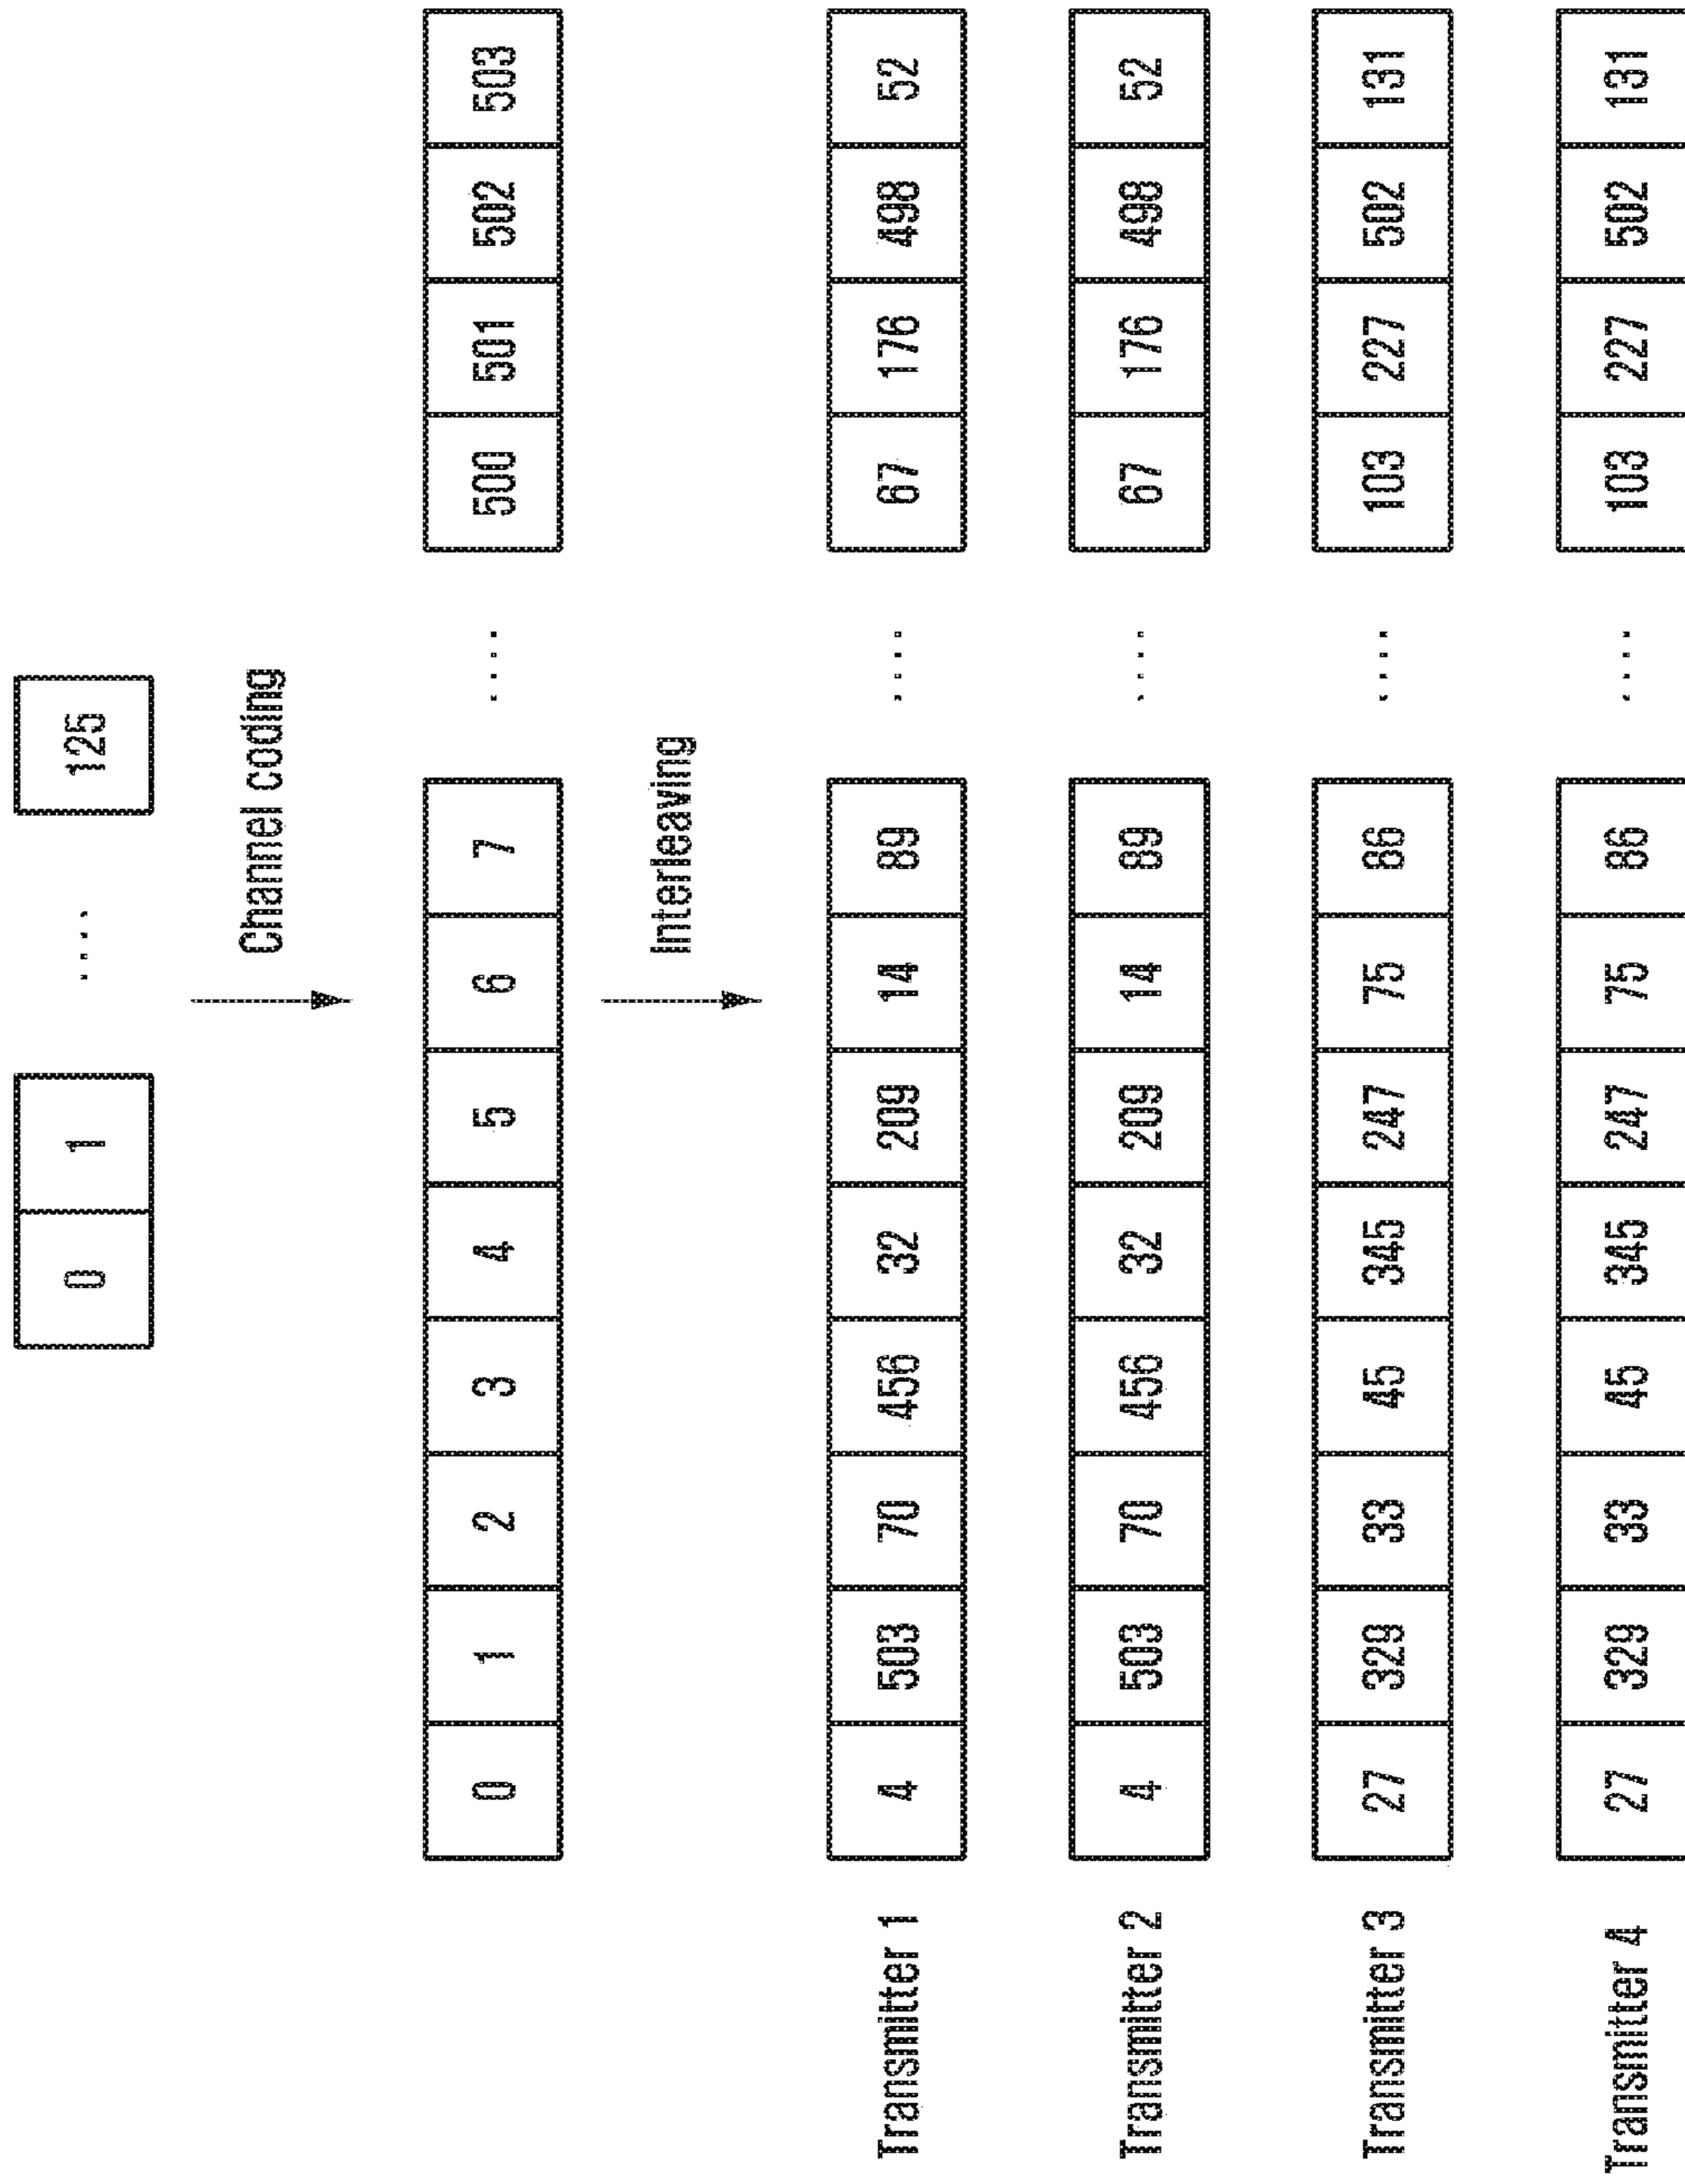 0 1 .... 125
Channel coding
0 1 2 3 4 5 6 7 .... 500 501 502 503
Interleaving
Transmitter 1 4 503 70 456 32 209 14 89 .... 67 176 498 52
Transmitter 2 4 503 70 456 32 209 14 89 .... 67 176 498 52
Transmitter 3 27 329 33 45 345 247 75 86 .... 103 227 502 131
Transmitter 4 27 329 33 45 345 247 75 86 .... 103 227 502 131